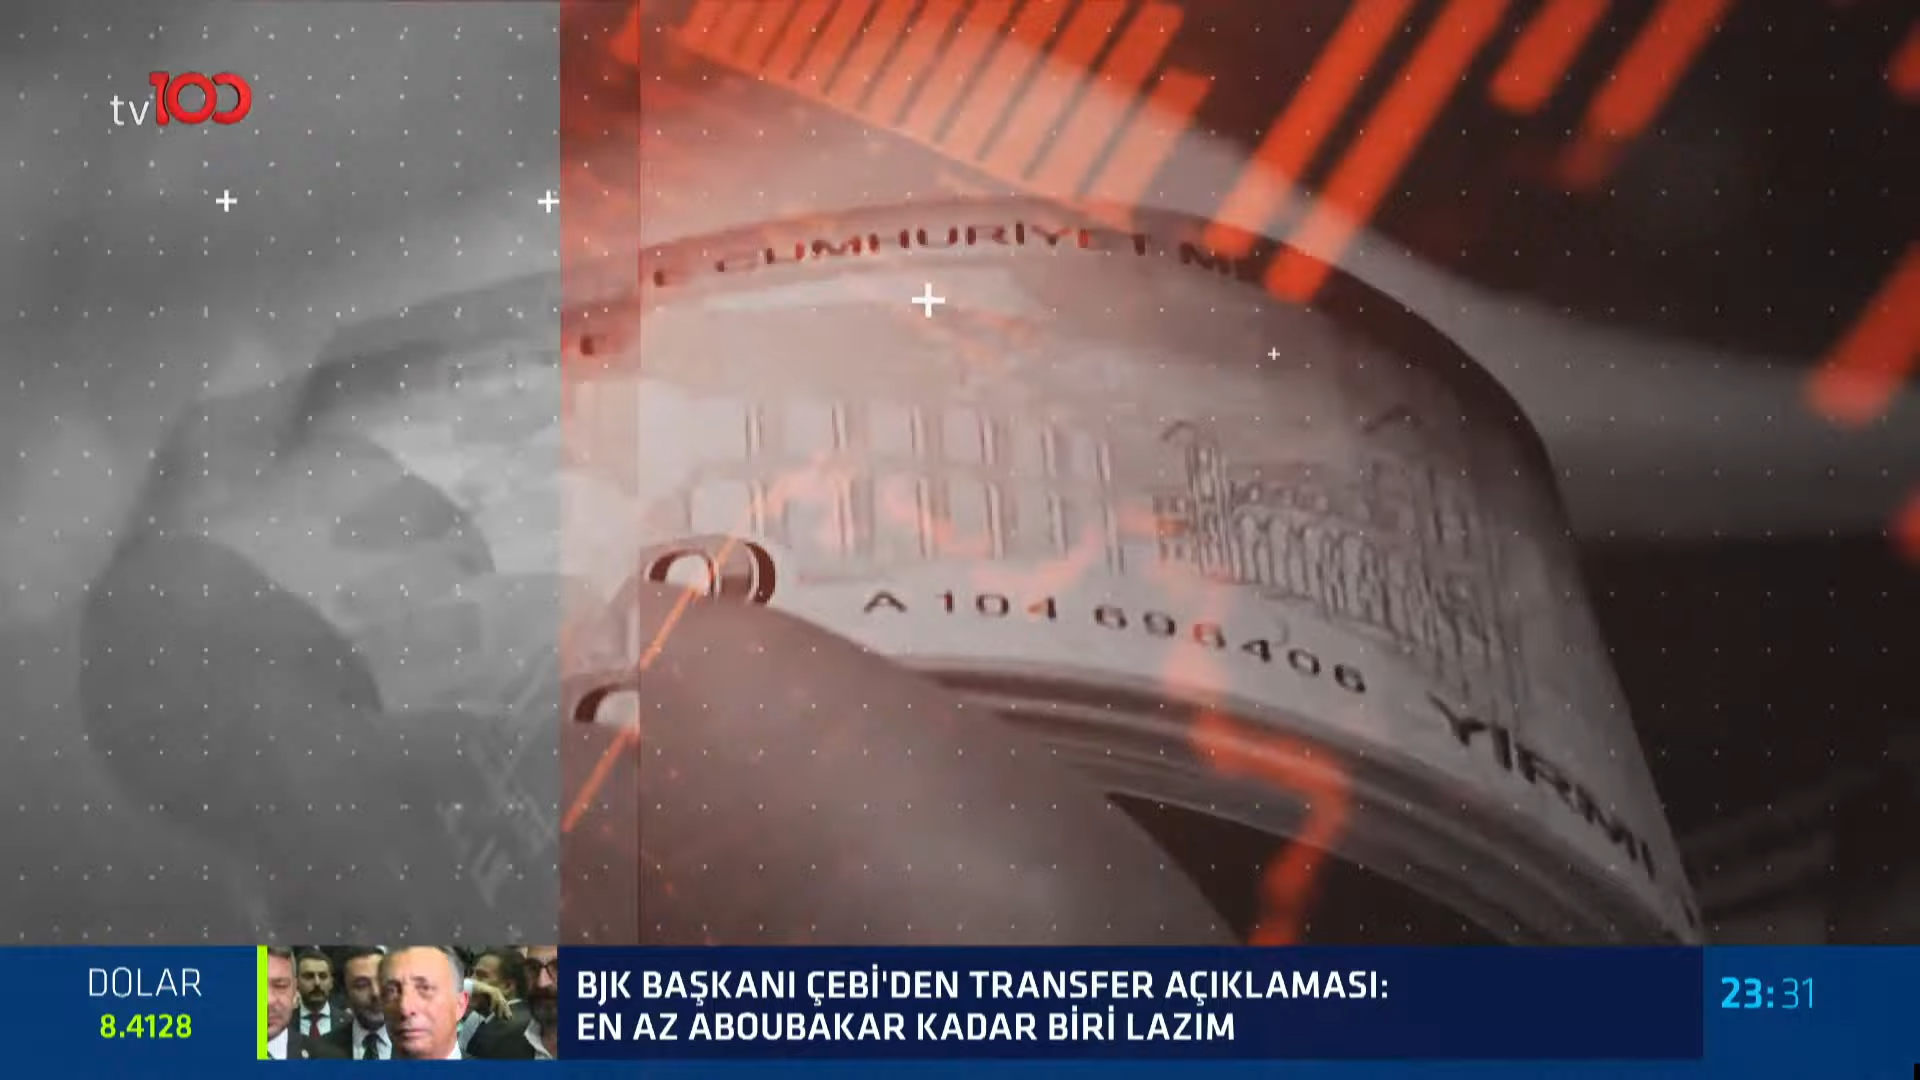 tv100
E CUMHURİYET M
A 104 696406
YİRMİ
DOLAR
8.4128
BJK BAŞKANI ÇEBİ'DEN TRANSFER AÇIKLAMASI:
EN AZ ABOUBAKAR KADAR BİRİ LAZIM
23:31